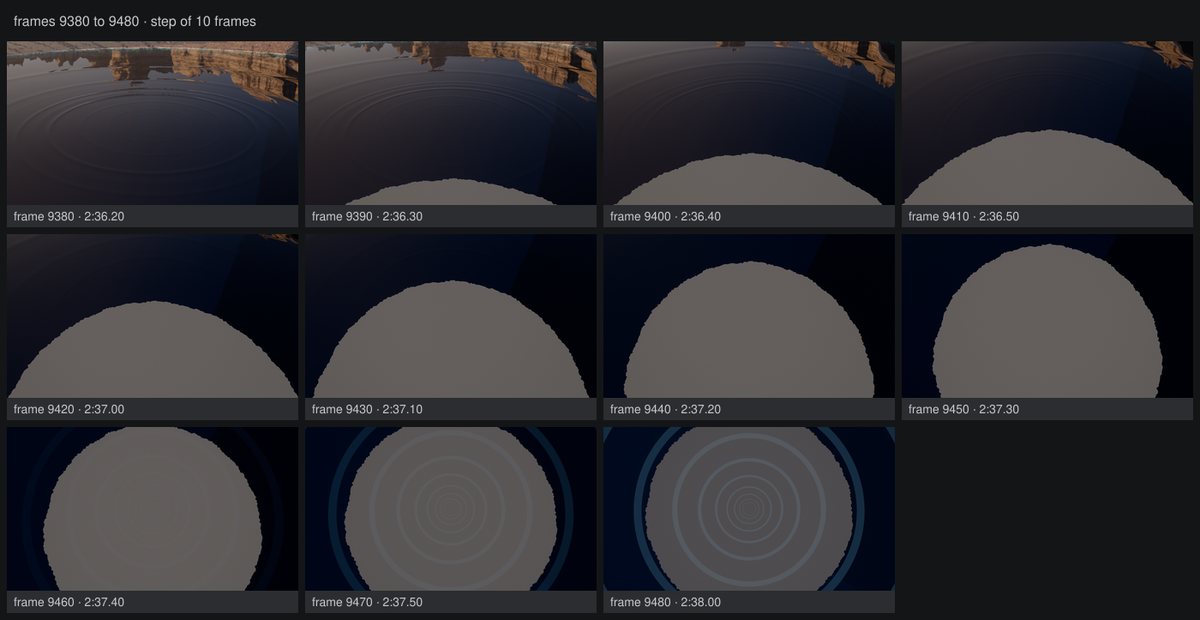 frames 9380 to 9480 · step of 10 frames
frame 9380 · 2:36.20
frame 9390 · 2:36.30
frame 9400 · 2:36.40
frame 9410 · 2:36.50
frame 9420 · 2:37.00
frame 9430 · 2:37.10
frame 9440 · 2:37.20
frame 9450 · 2:37.30
frame 9460 · 2:37.40
frame 9470 · 2:37.50
frame 9480 · 2:38.00